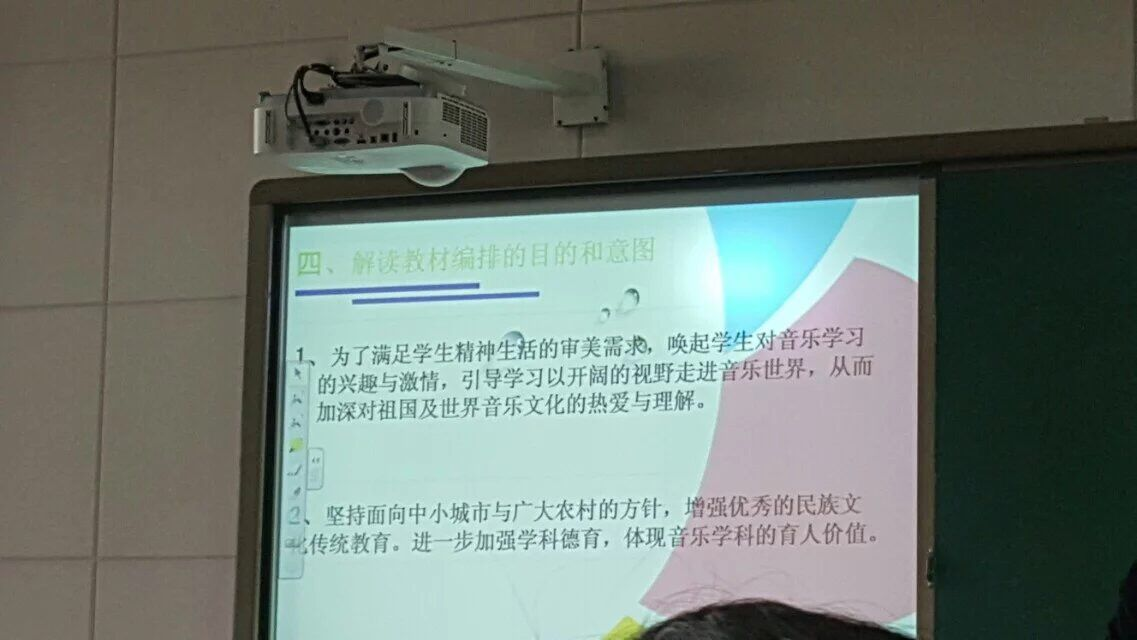 四、解读教材编排的目的和意图
1、为了满足学生精神生活的审美需求，唤起学生对音乐学习
的兴趣与激情，引导学习以开阔的视野走进音乐世界，从而
加深对祖国及世界音乐文化的热爱与理解。
2、坚持面向中小城市与广大农村的方针，增强优秀的民族文
化传统教育。进一步加强学科德育，体现音乐学科的育人价值。